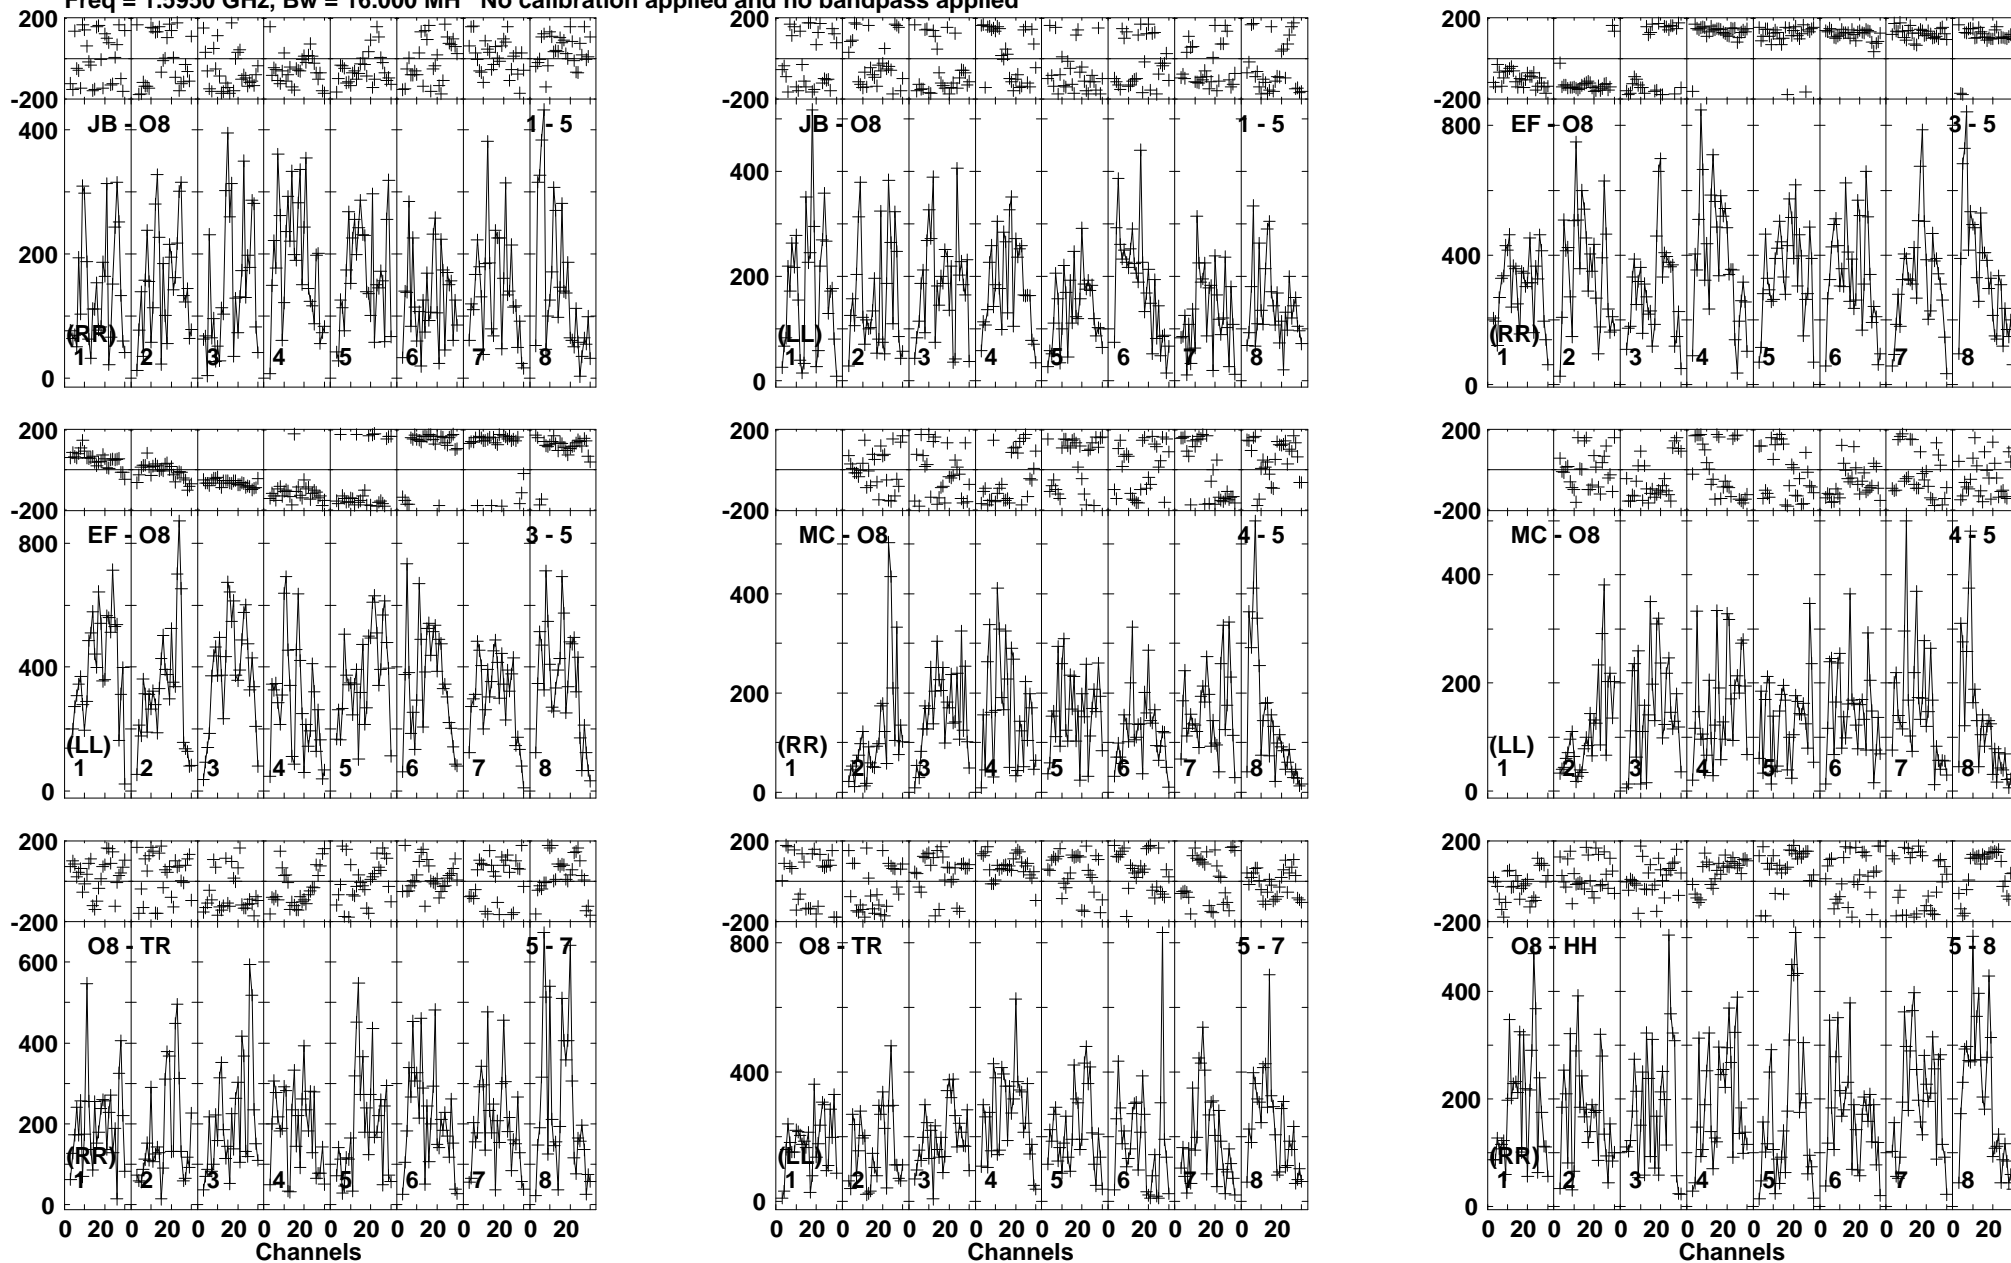 Freq = 1.5950 GHz, Bw = 16.000 MH No calibration applied and no bandpass applied
200 200 200
-200 -200 -200
JB - O8 1 - 5 JB - O8 1 - 5 EF - O8 3 - 5
400 400 800
200 200 400
(RR) (LL) (RR)
1 2 3 4 5 6 7 8 1 2 3 4 5 6 7 8 1 2 3 4 5 6 7 8
0 0 0
200 200 200
-200 -200 -200
EF - O8 3 - 5 MC - O8 4 - 5 MC - O8 4 - 5
800 400 400
400 200 200
(LL) (RR) (LL)
1 2 3 4 5 6 7 8 1 2 3 4 5 6 7 8 1 2 3 4 5 6 7 8
0 0 0
200 200 200
-200 -200 -200
O8 - TR 5 - 7 O8 - TR 5 - 7 O8 - HH 5 - 8
600 800 400
400 400 200
200
(RR) (LL) (RR)
1 2 3 4 5 6 7 8 1 2 3 4 5 6 7 8 1 2 3 4 5 6 7 8
0 0 0
0 20 0 20 0 20 0 20 0 20 0 20 0 20 0 20 0 20 0 20 0 20 0 20 0 20 0 20 0 20 0 20 0 20 0 20 0 20 0 20 0 20 0 20 0 20 0 20
Channels Channels Channels